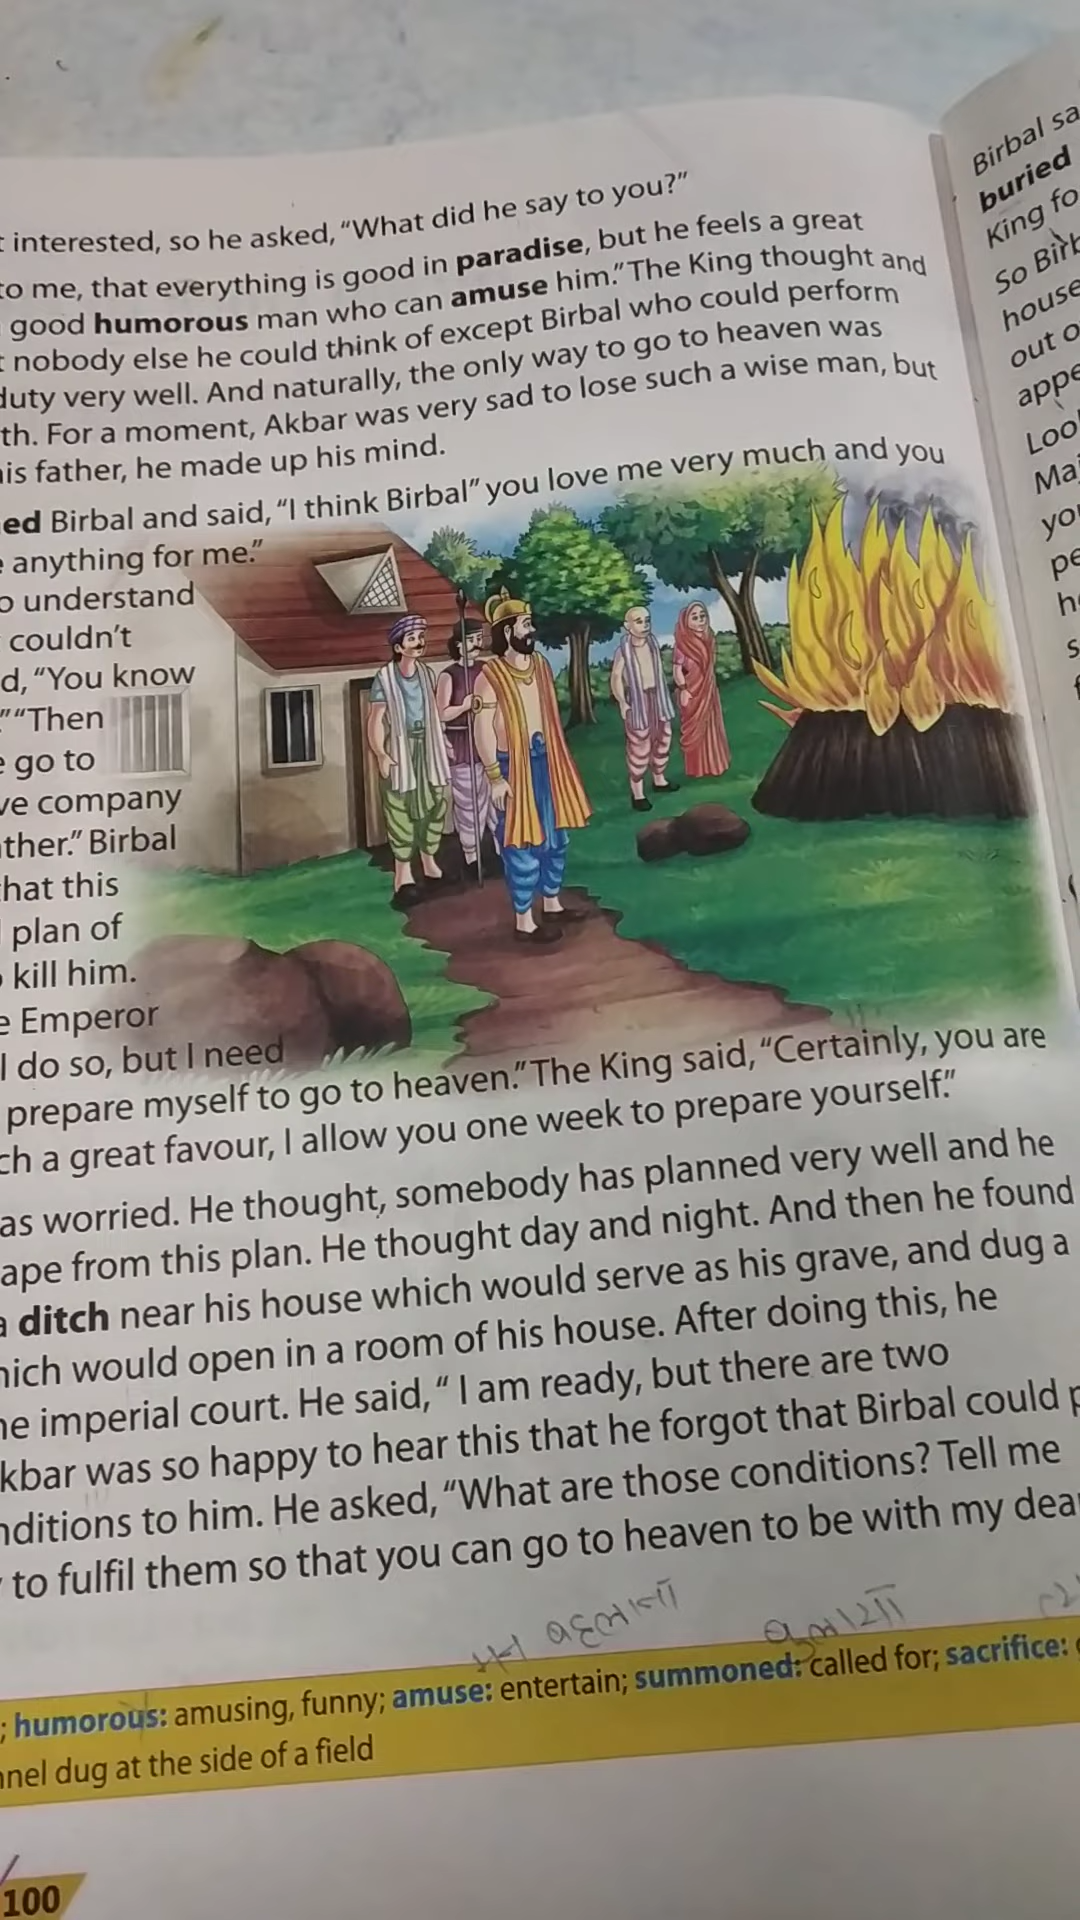 interested, so he asked, “What did he say to you?”
to me, that everything is good in paradise, but he feels a great
good humorous man who can amuse him.” The King thought and
nobody else he could think of except Birbal who could perform
duty very well. And naturally, the only way to go to heaven was
th. For a moment, Akbar was very sad to lose such a wise man, but
his father, he made up his mind.
ed Birbal and said, “I think Birbal” you love me very much and you
anything for me.”
o understand
couldn’t
d, “You know
” “Then
go to
ve company
ther.” Birbal
that this
plan of
kill him.
e Emperor
l do so, but I need
prepare myself to go to heaven.” The King said, “Certainly, you are
ch a great favour, I allow you one week to prepare yourself.”
as worried. He thought, somebody has planned very well and he
ape from this plan. He thought day and night. And then he found
a ditch near his house which would serve as his grave, and dug a
hich would open in a room of his house. After doing this, he
he imperial court. He said, “ I am ready, but there are two
kbar was so happy to hear this that he forgot that Birbal could p
nditions to him. He asked, “What are those conditions? Tell me
to fulfil them so that you can go to heaven to be with my dea
; humorous: amusing, funny; amuse: entertain; summoned: called for; sacrifice:
nnel dug at the side of a field
100
Birbal sa
buried
King fo
So Birb
house
out o
appe
Loo
Maj
you
pe
h
s
f